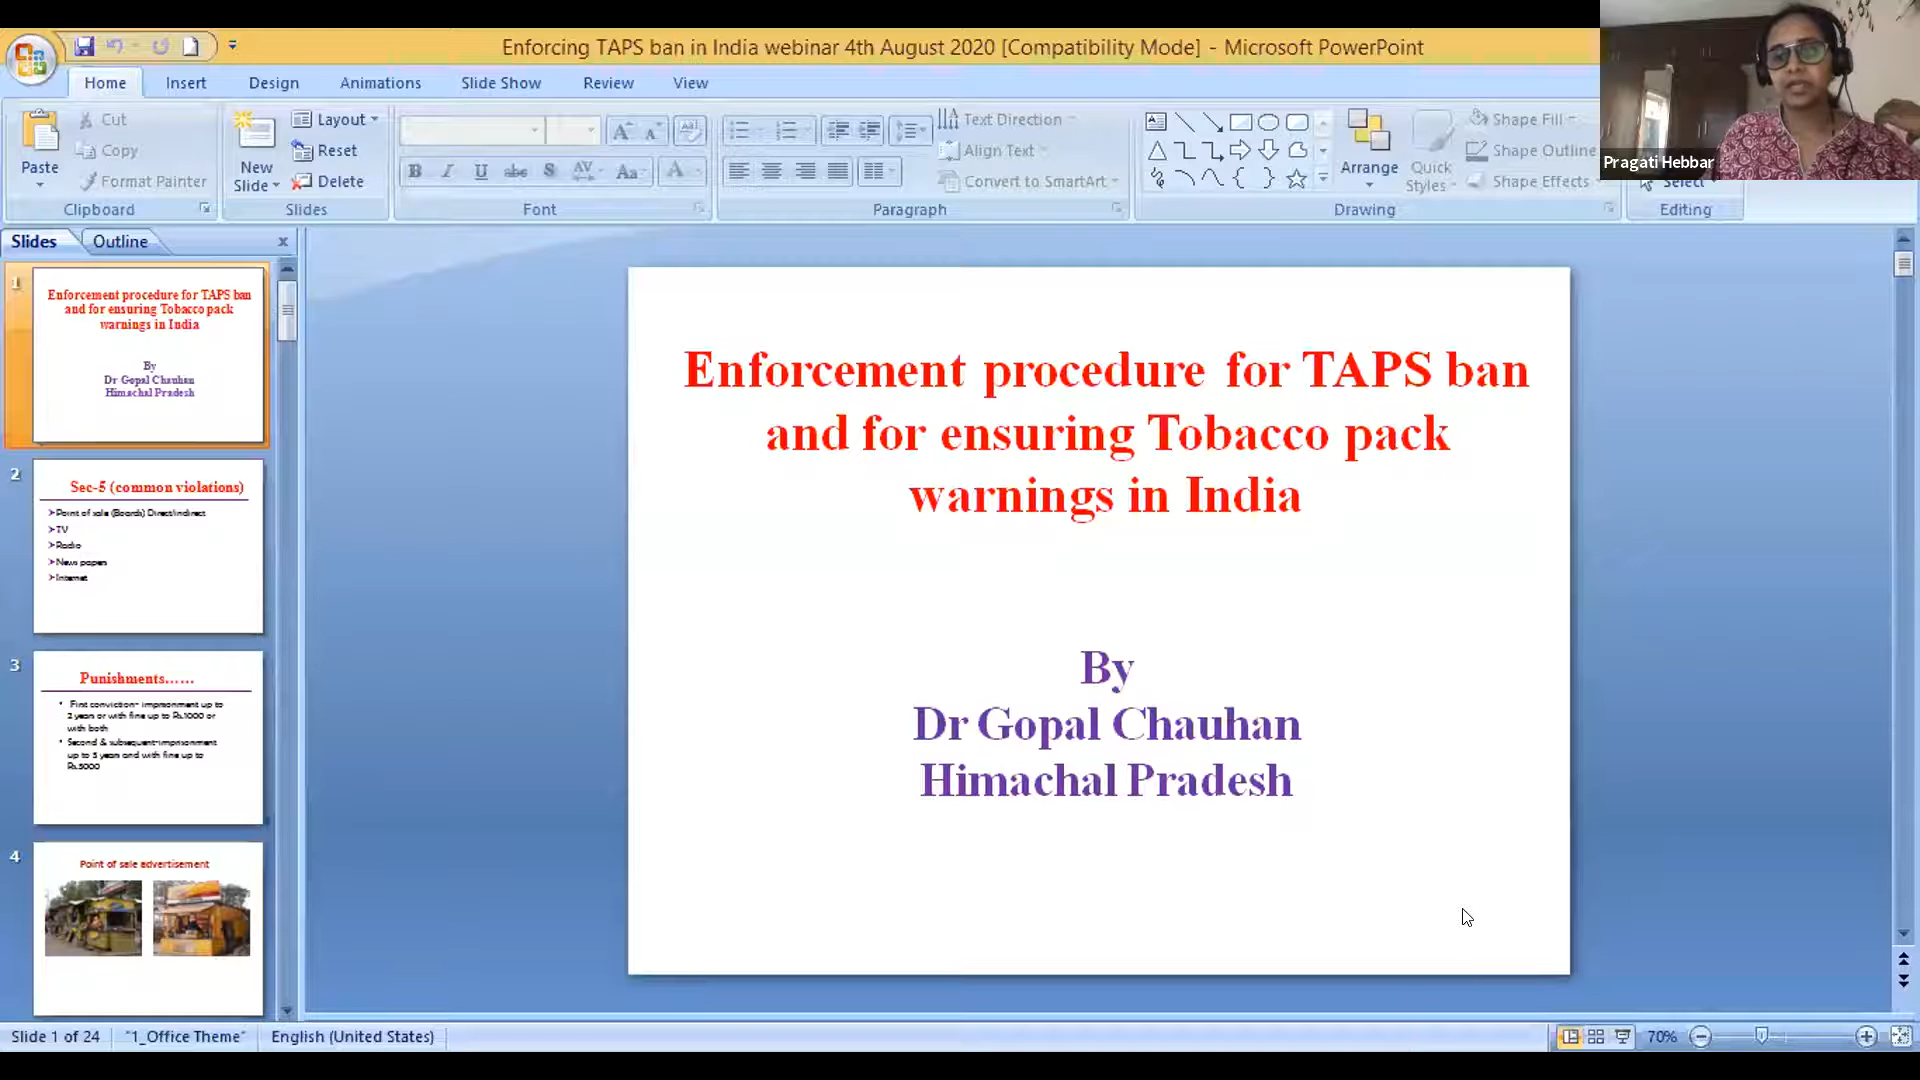 Enforcing TAPS ban in India webinar 4th August 2020 [Compatibility Mode] - Microsoft PowerPoint
Home Insert Design Animations Slide Show Review View
Paste
Cut
Copy
Format Painter
Clipboard
New
Slide
Layout
Reset
Delete
Slides
Font
Text Direction
Align Text
Convert to SmartArt
Paragraph
Arrange
Quick
Styles
Shape Fill
Shape Outline
Shape Effects
Drawing
Select
Editing
Pragati Hebbar
Slides Outline
1
Enforcement procedure for TAPS ban
and for ensuring Tobacco pack
warnings in India
By
Dr Gopal Chauhan
Himachal Pradesh
2
Sec-5 (common violations)
Point of sale (Boards) Direct/indirect
TV
Radio
News papers
Internet
3
Punishments……
First conviction- imprisonment up to
2 year or with fine up to Rs.1000 or
with both
Second & subsequent-imprisonment
up to 5 years and with fine up to
Rs.5000
4
Point of sale advertisement
Enforcement procedure for TAPS ban
and for ensuring Tobacco pack
warnings in India
By
Dr Gopal Chauhan
Himachal Pradesh
Slide 1 of 24 "1_Office Theme" English (United States) 70%